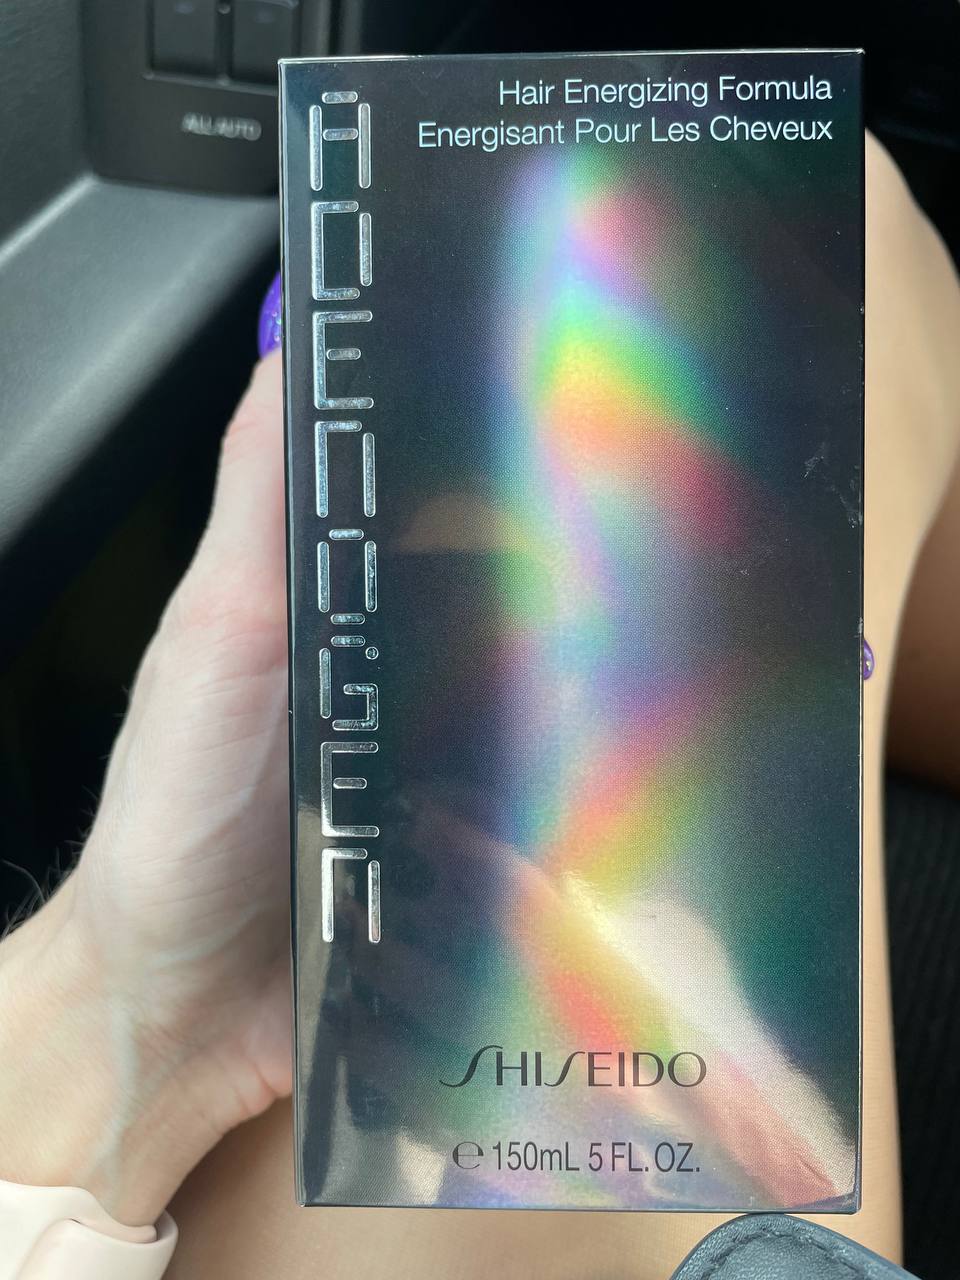 ALL AUTO
Hair Energizing Formula
Energisant Pour Les Cheveux
ADENOGEN
SHISEIDO
℮ 150mL 5 FL. OZ.